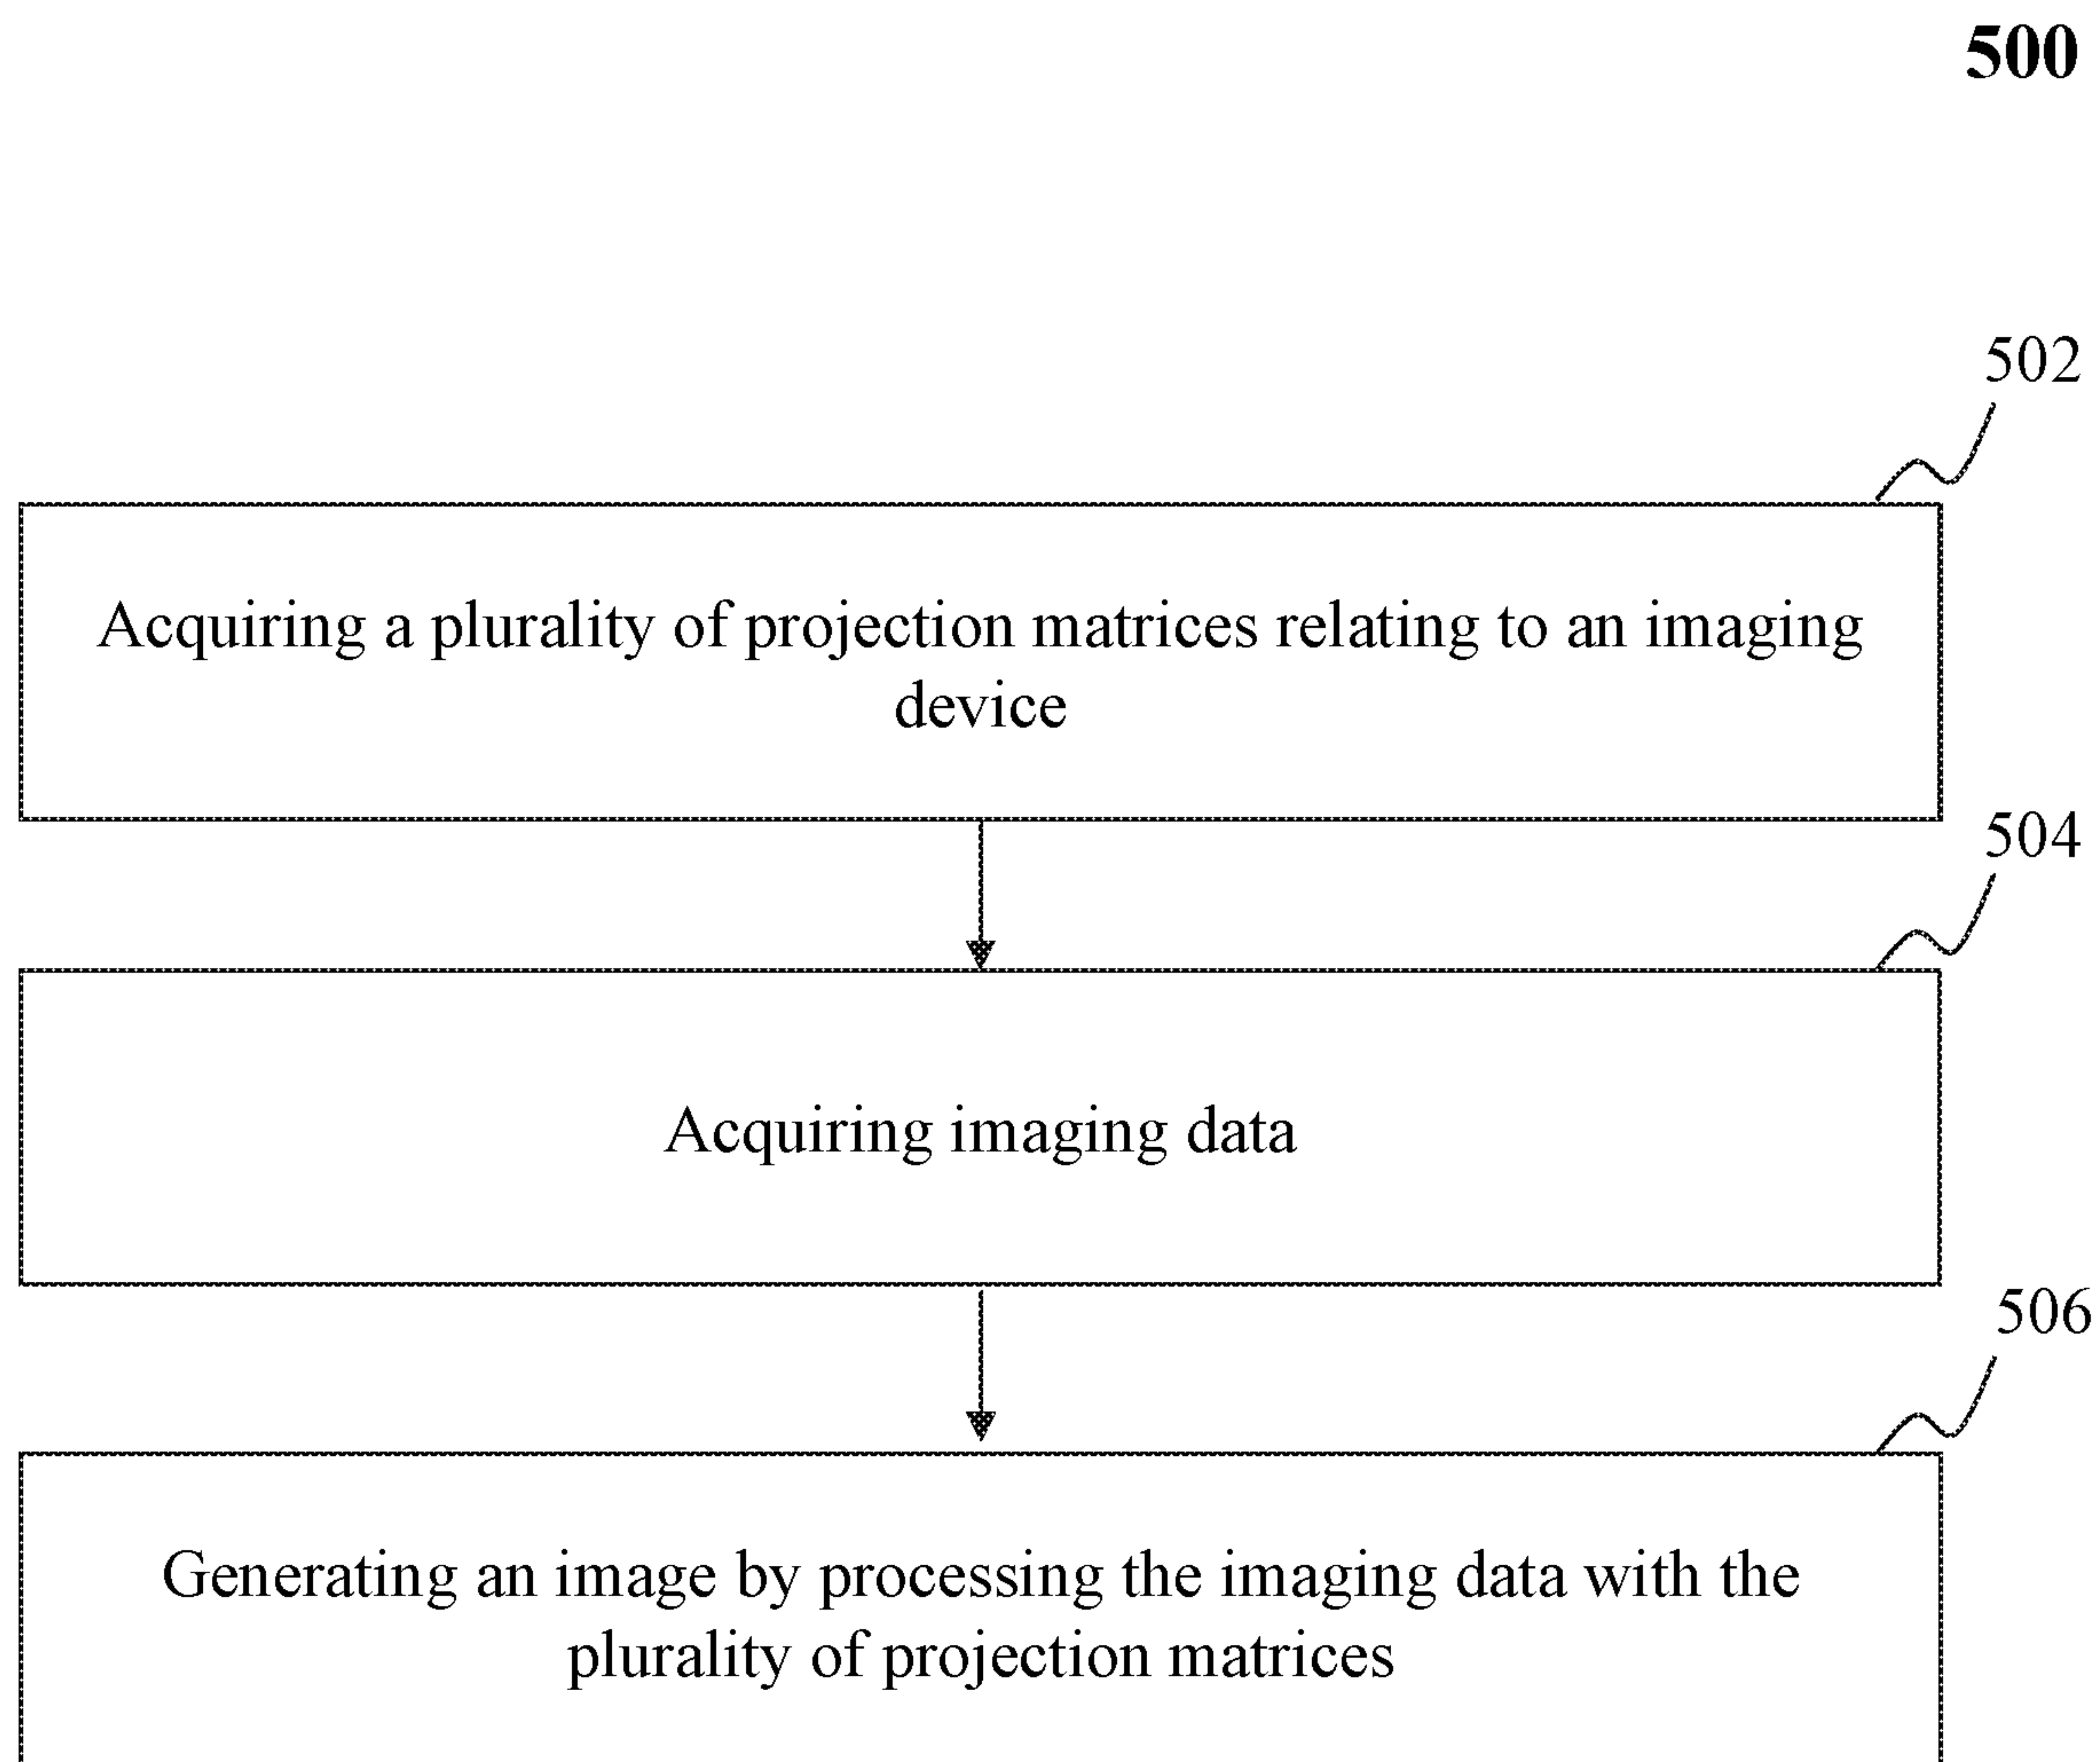 500
502
Acquiring a plurality of projection matrices relating to an imaging
device
504
Acquiring imaging data
506
Generating an image by processing the imaging data with the
plurality of projection matrices